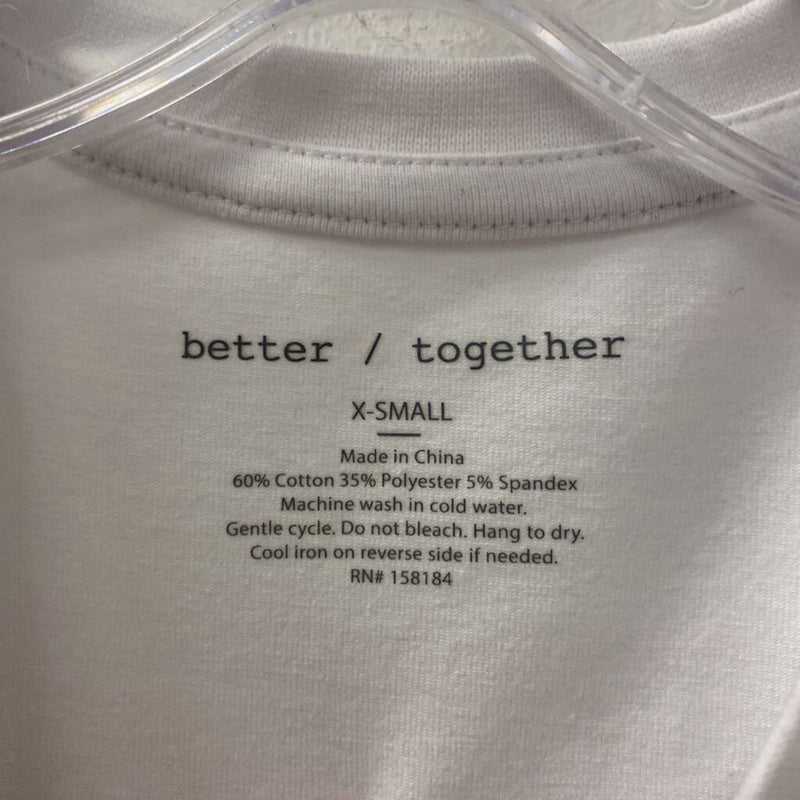 better / together
X-SMALL
Made in China
60% Cotton 35% Polyester 5% Spandex
Machine wash in cold water.
Gentle cycle. Do not bleach. Hang to dry.
Cool iron on reverse side if needed.
RN# 158184